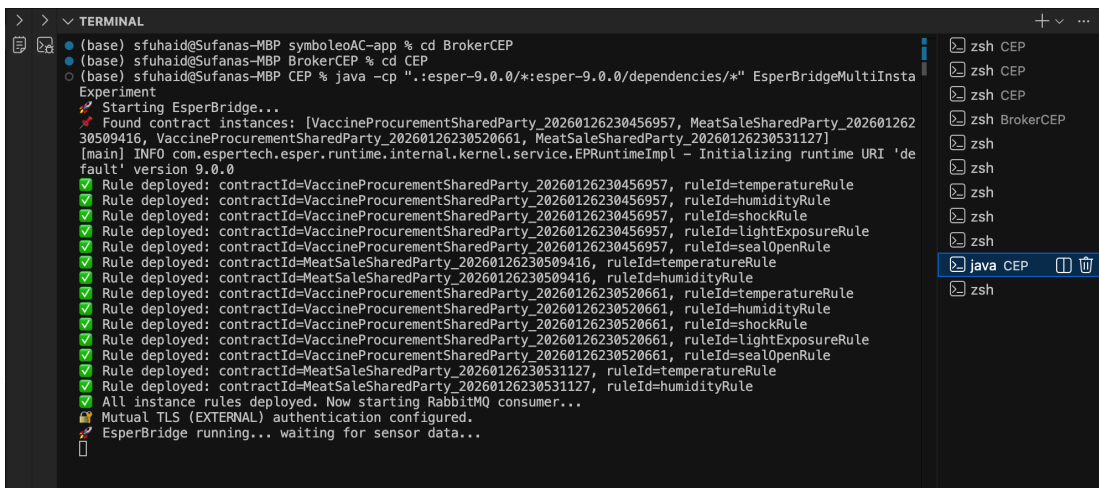 TERMINAL
(base) sfuhaid@Sufanas-MBP symboleoAC-app % cd BrokerCEP
(base) sfuhaid@Sufanas-MBP BrokerCEP % cd CEP
(base) sfuhaid@Sufanas-MBP CEP % java -cp ".:esper-9.0.0/*:esper-9.0.0/dependencies/*" EsperBridgeMultiInsta
Experiment
🚀 Starting EsperBridge...
📌 Found contract instances: [VaccineProcurementSharedParty_20260126230456957, MeatSaleSharedParty_202601262
30509416, VaccineProcurementSharedParty_20260126230520661, MeatSaleSharedParty_20260126230531127]
[main] INFO com.espertech.esper.runtime.internal.kernel.service.EPRuntimeImpl - Initializing runtime URI 'de
fault' version 9.0.0
✅ Rule deployed: contractId=VaccineProcurementSharedParty_20260126230456957, ruleId=temperatureRule
✅ Rule deployed: contractId=VaccineProcurementSharedParty_20260126230456957, ruleId=humidityRule
✅ Rule deployed: contractId=VaccineProcurementSharedParty_20260126230456957, ruleId=shockRule
✅ Rule deployed: contractId=VaccineProcurementSharedParty_20260126230456957, ruleId=lightExposureRule
✅ Rule deployed: contractId=VaccineProcurementSharedParty_20260126230456957, ruleId=sealOpenRule
✅ Rule deployed: contractId=MeatSaleSharedParty_20260126230509416, ruleId=temperatureRule
✅ Rule deployed: contractId=MeatSaleSharedParty_20260126230509416, ruleId=humidityRule
✅ Rule deployed: contractId=VaccineProcurementSharedParty_20260126230520661, ruleId=temperatureRule
✅ Rule deployed: contractId=VaccineProcurementSharedParty_20260126230520661, ruleId=humidityRule
✅ Rule deployed: contractId=VaccineProcurementSharedParty_20260126230520661, ruleId=shockRule
✅ Rule deployed: contractId=VaccineProcurementSharedParty_20260126230520661, ruleId=lightExposureRule
✅ Rule deployed: contractId=VaccineProcurementSharedParty_20260126230520661, ruleId=sealOpenRule
✅ Rule deployed: contractId=MeatSaleSharedParty_20260126230531127, ruleId=temperatureRule
✅ Rule deployed: contractId=MeatSaleSharedParty_20260126230531127, ruleId=humidityRule
✅ All instance rules deployed. Now starting RabbitMQ consumer...
🔐 Mutual TLS (EXTERNAL) authentication configured.
🚀 EsperBridge running... waiting for sensor data...
zsh CEP
zsh CEP
zsh CEP
zsh BrokerCEP
zsh
zsh
zsh
zsh
zsh
java CEP
zsh